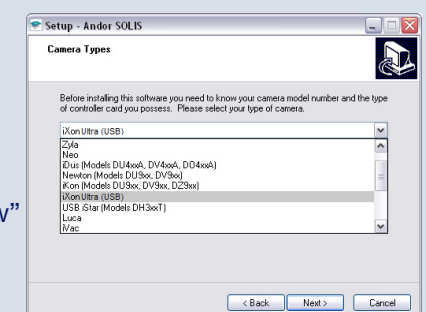 Setup - Andor SOLIS
Camera Types
Before installing this software you need to know your camera model number and the type
of controller card you possess. Please select your type of camera.
iXon Ultra (USB)
Zyla
Neo
iDus (Models DU4xxA, DV4xxA, DO4xxA)
Newton (Models DU9xx, DV9xx)
iKon (Models DU9xx, DV9xx, DZ9xx)
iXon Ultra (USB)
USB iStar (Models DH3xxT)
Luca
iVac
< Back
Next >
Cancel